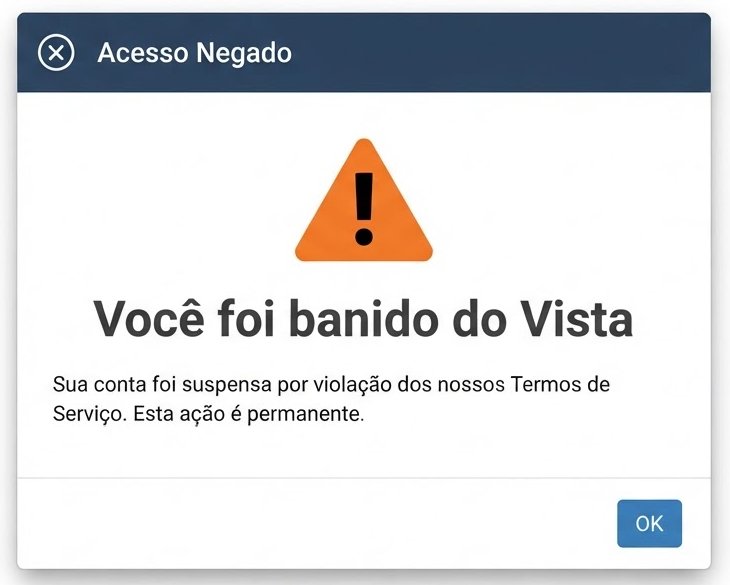 Acesso Negado
Você foi banido do Vista
Sua conta foi suspensa por violação dos nossos Termos de
Serviço. Esta ação é permanente.
OK